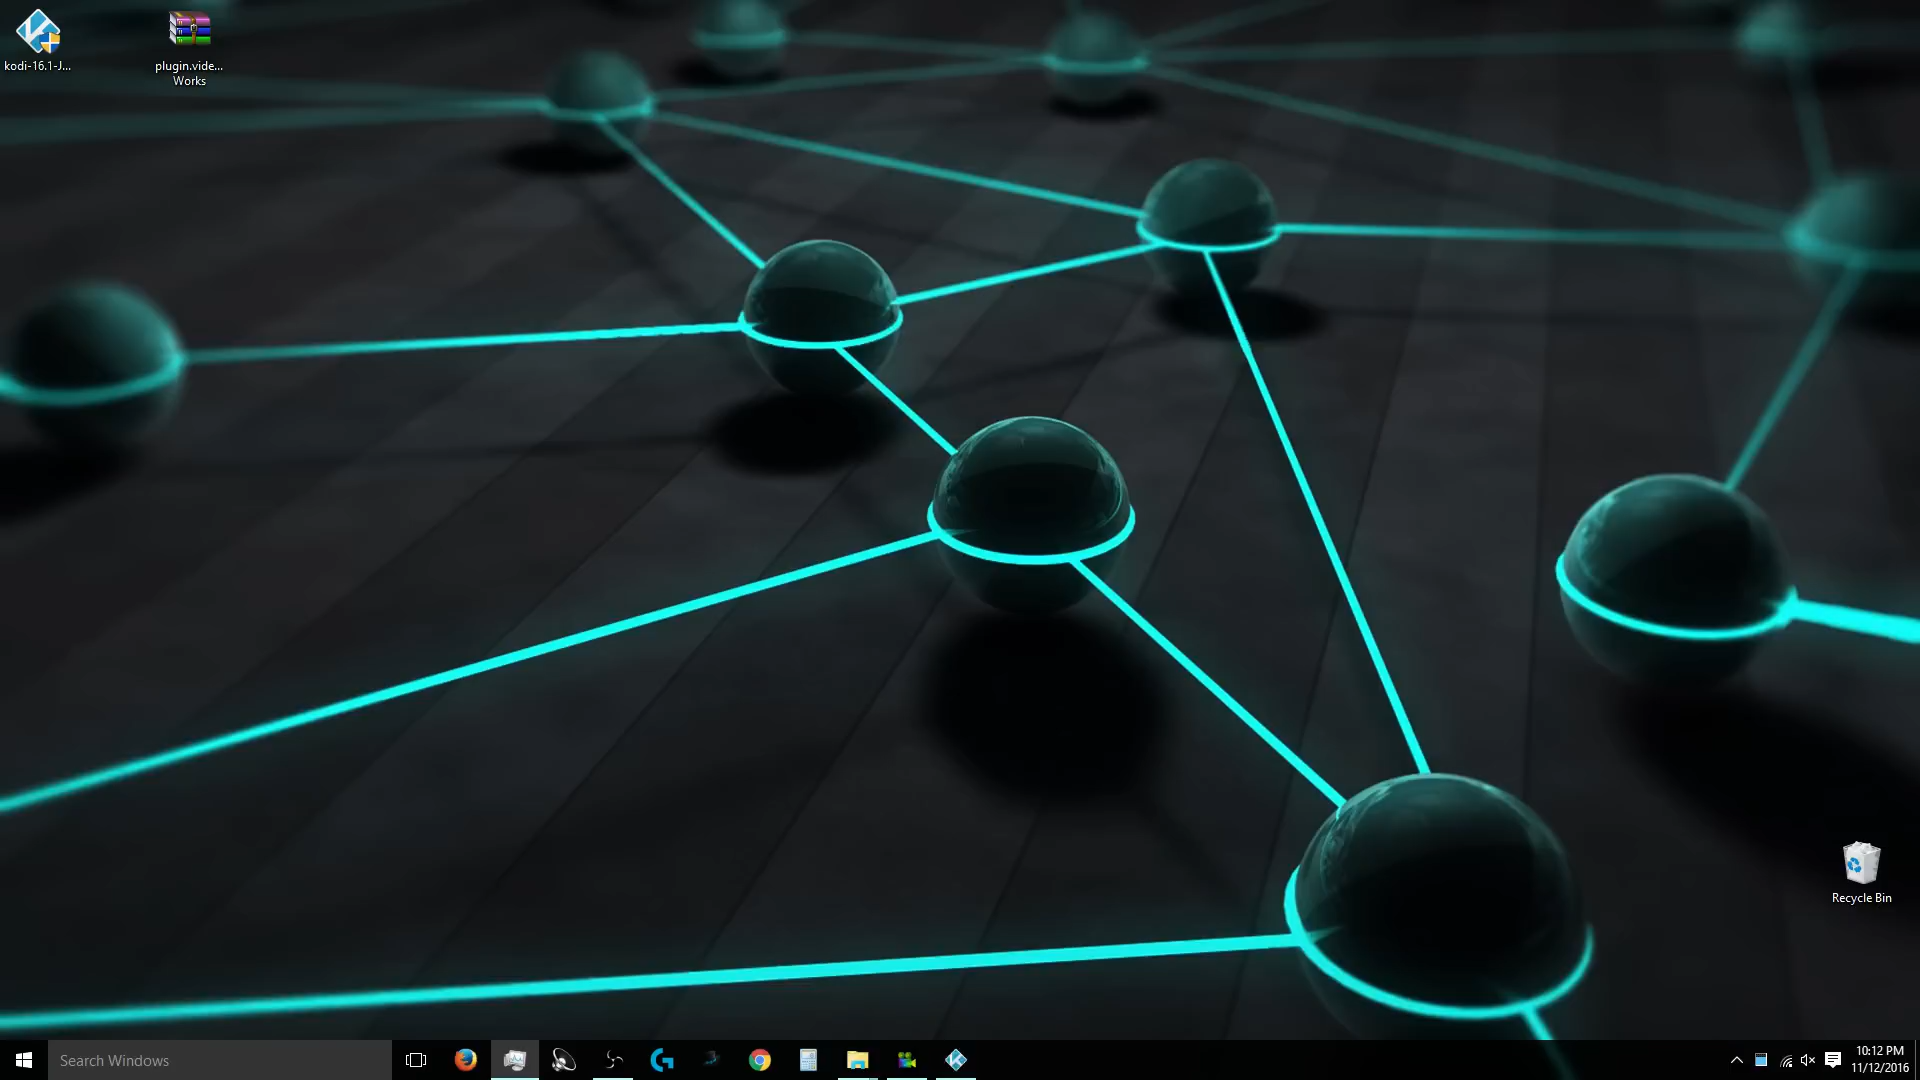 kodi-16.1-J...
plugin.vide...
Works
Recycle Bin
Search Windows
10:12 PM
11/12/2016